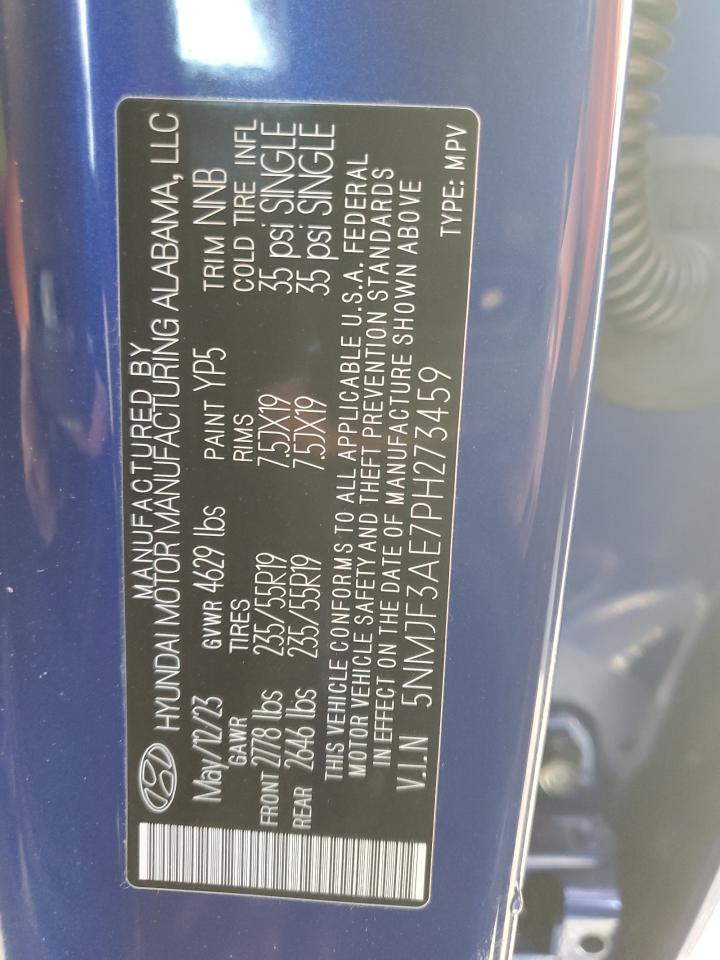 MANUFACTURED BY
HYUNDAI MOTOR MANUFACTURING ALABAMA, LLC
May/12/23 GVWR 4629 lbs PAINT YP5 TRIM NNB
GAWR TIRES RIMS COLD TIRE INFL
FRONT 2778 lbs 235/55R19 7.5JX19 35 psi SINGLE
REAR 2646 lbs 235/55R19 7.5JX19 35 psi SINGLE
THIS VEHICLE CONFORMS TO ALL APPLICABLE U.S.A. FEDERAL
MOTOR VEHICLE SAFETY AND THEFT PREVENTION STANDARDS
IN EFFECT ON THE DATE OF MANUFACTURE SHOWN ABOVE
V.I.N 5NMJF3AE7PH273459 TYPE: MPV